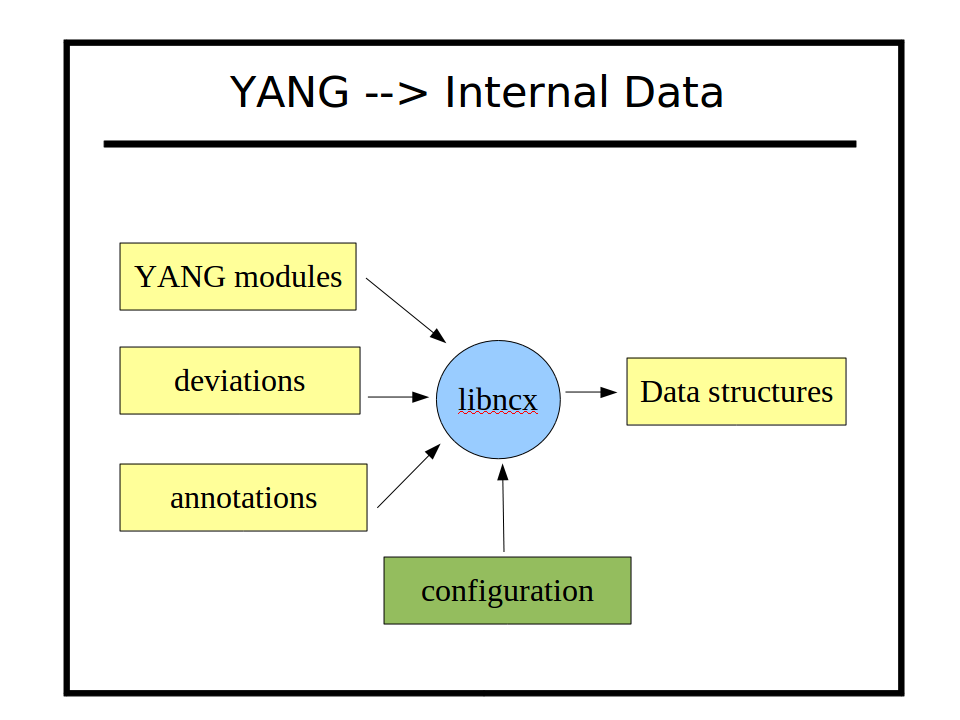 YANG --> Internal Data
YANG modules
deviations
libncx
Data structures
annotations
configuration